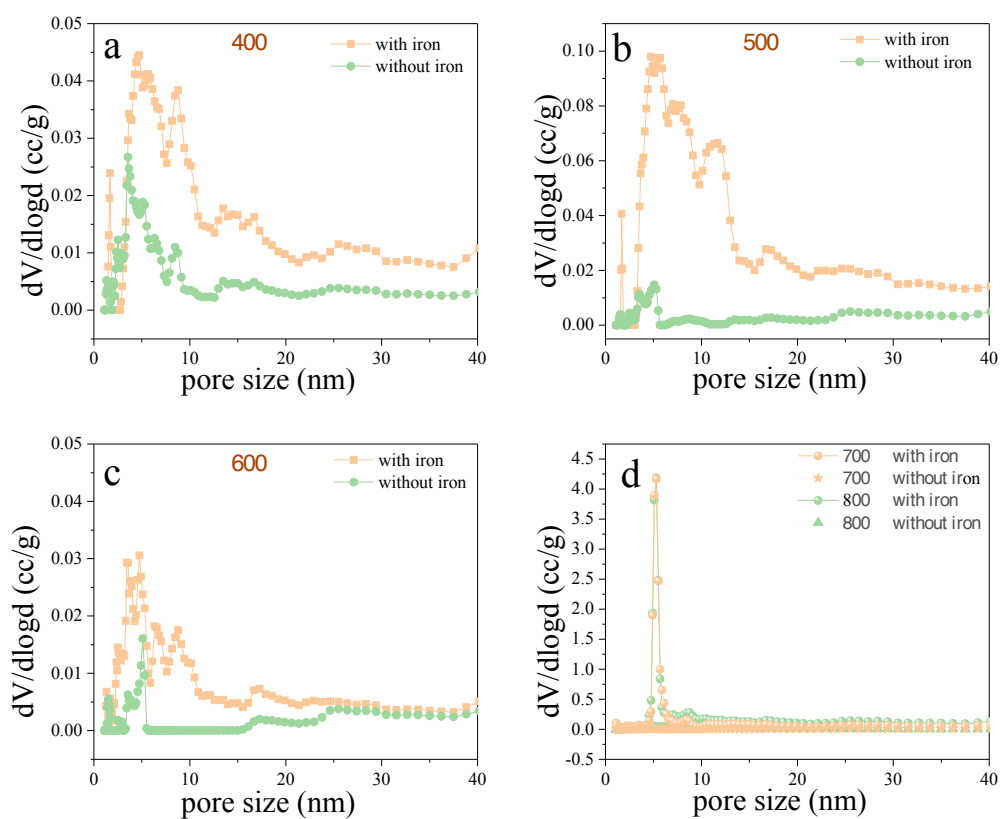 a
400
with iron
without iron
0.05
0.04
0.03
0.02
0.01
0.00
dV/dlogd (cc/g)
0
10
20
30
40
pore size (nm)
b
500
with iron
without iron
0.10
0.08
0.06
0.04
0.02
0.00
dV/dlogd (cc/g)
0
10
20
30
40
pore size (nm)
c
600
with iron
without iron
0.05
0.04
0.03
0.02
0.01
0.00
dV/dlogd (cc/g)
0
10
20
30
40
pore size (nm)
d
700 with iron
700 without iron
800 with iron
800 without iron
4.5
4.0
3.5
3.0
2.5
2.0
1.5
1.0
0.5
0.0
-0.5
dV/dlogd (cc/g)
0
10
20
30
40
pore size (nm)